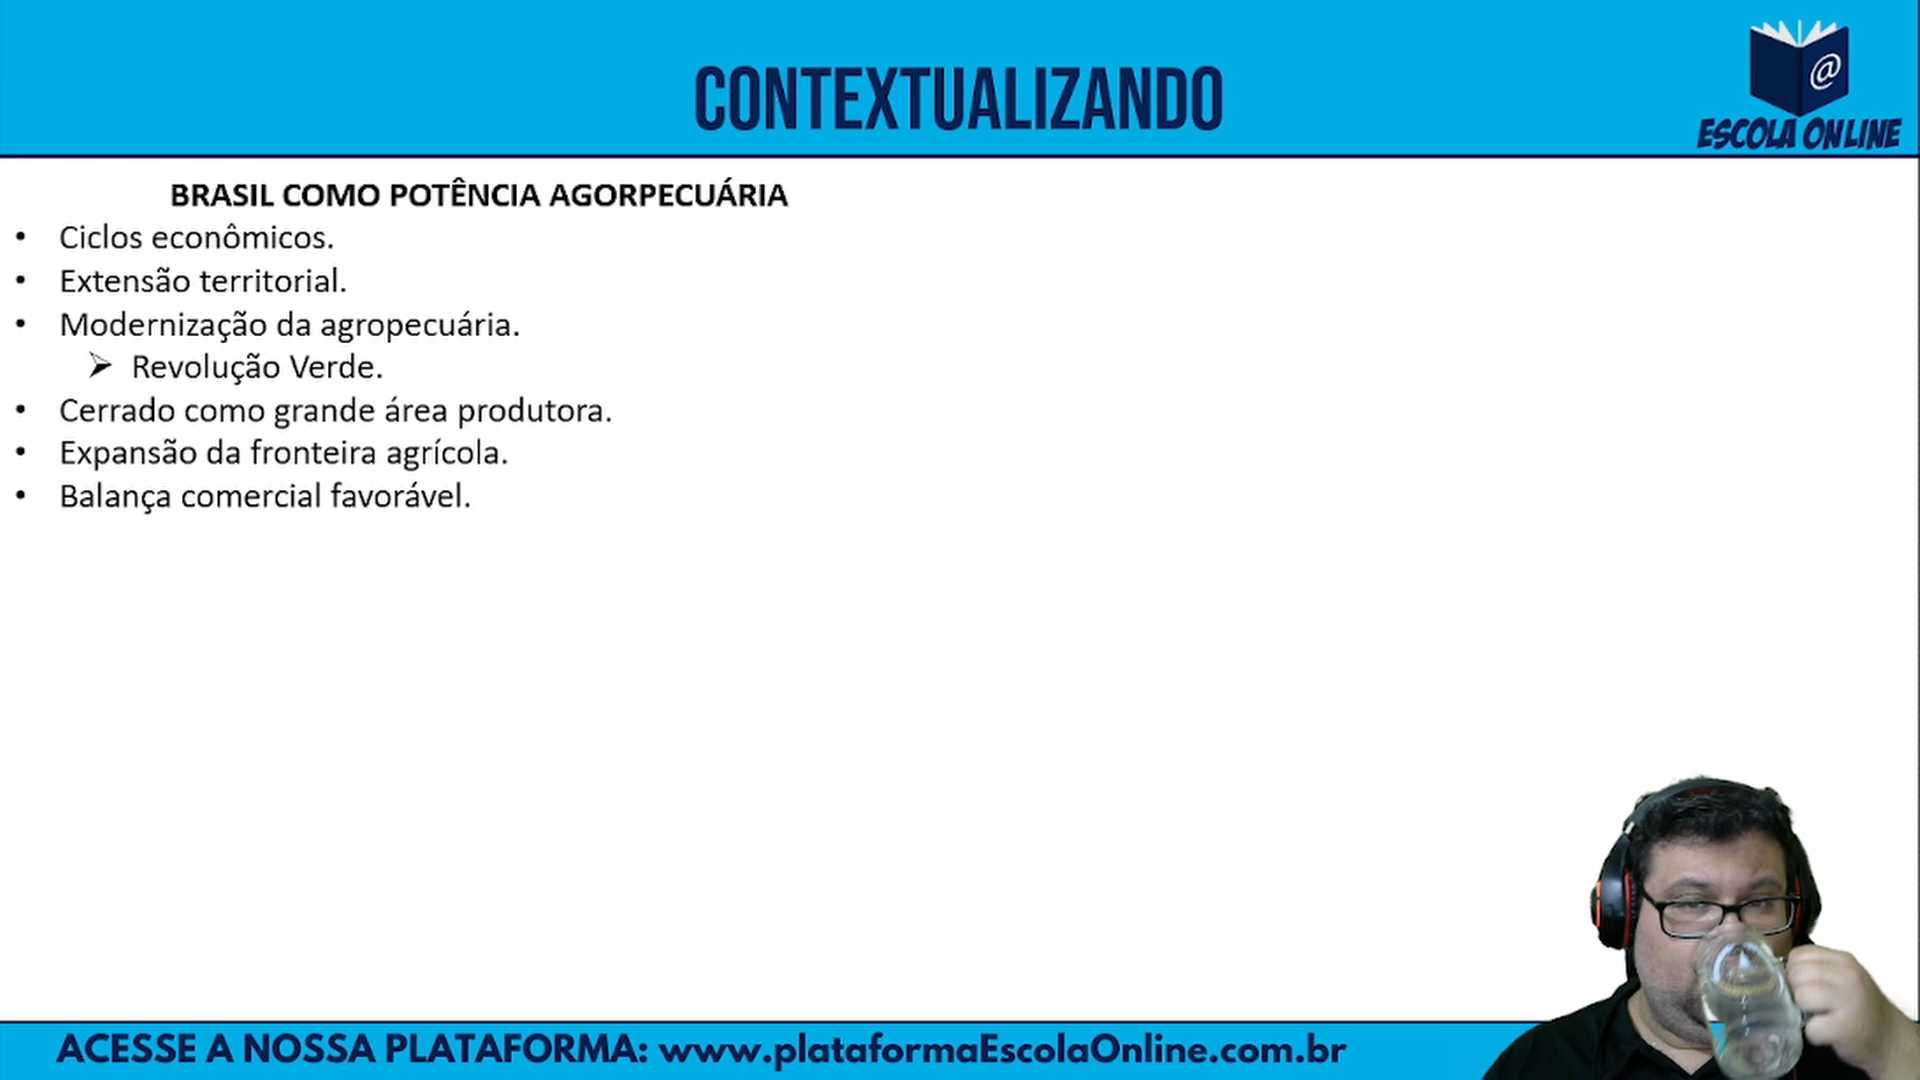 CONTEXTUALIZANDO
@
ESCOLA ONLINE
BRASIL COMO POTÊNCIA AGORPECUÁRIA
• Ciclos econômicos.
• Extensão territorial.
• Modernização da agropecuária.
➢ Revolução Verde.
• Cerrado como grande área produtora.
• Expansão da fronteira agrícola.
• Balança comercial favorável.
ACESSE A NOSSA PLATAFORMA: www.plataformaEscolaOnline.com.br